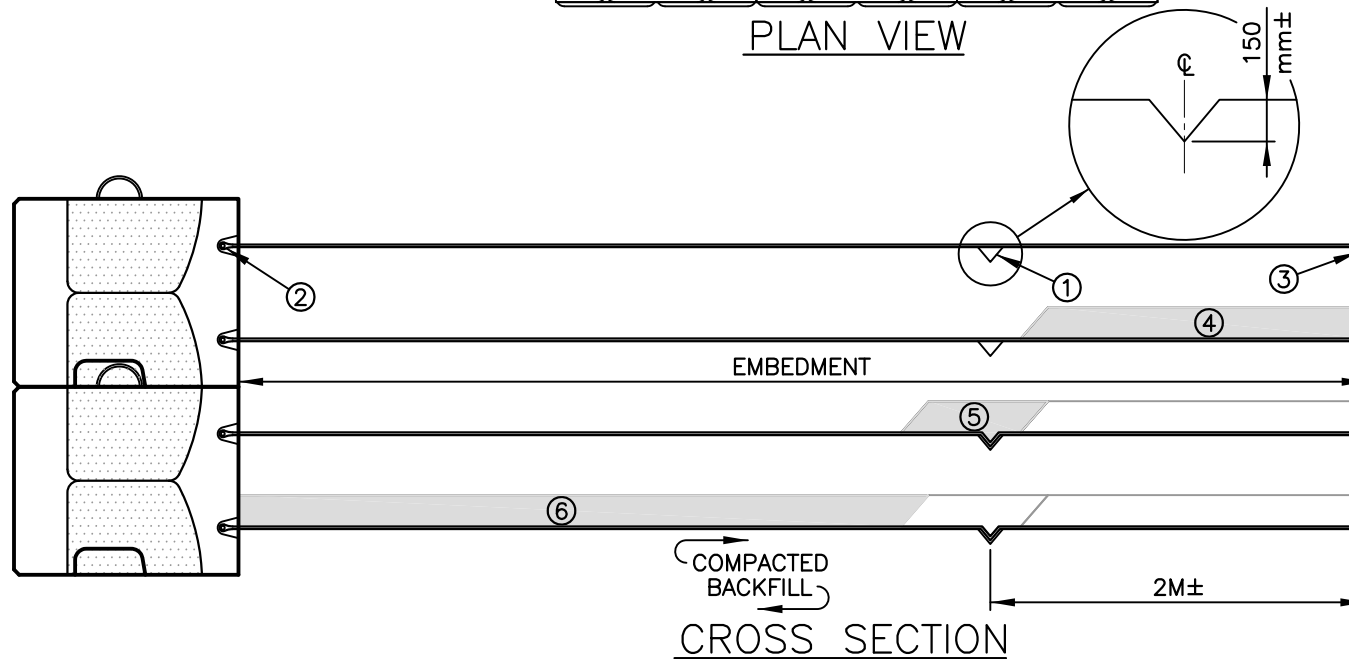 PLAN VIEW
150
mm±
℄
②
①
③
④
EMBEDMENT
⑤
⑥
COMPACTED
BACKFILL
2M±
CROSS SECTION